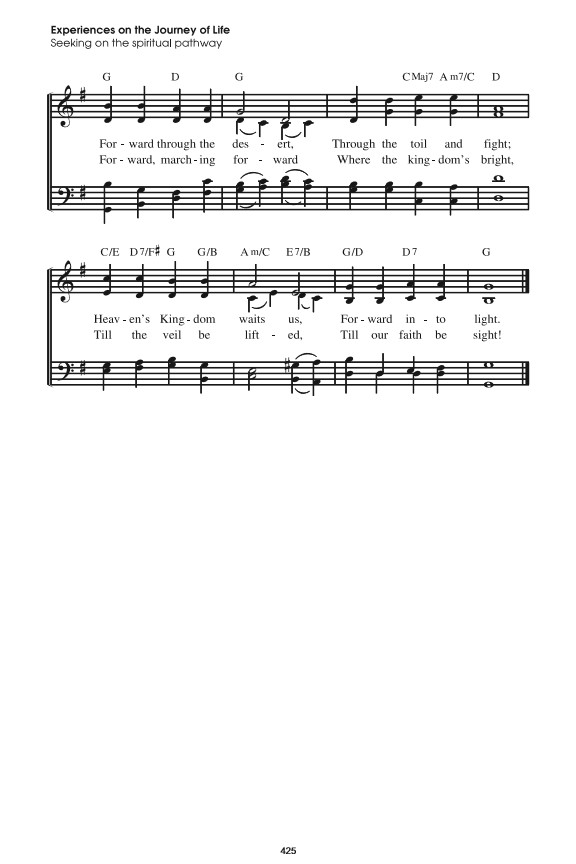 Experiences on the Journey of Life
Seeking on the spiritual pathway
G D G C Maj7 A m7/C D
For - ward through the des - ert, Through the toil and fight;
For - ward, march - ing for - ward Where the king - dom's bright,
C/E D 7/F♯ G G/B A m/C E 7/B G/D D 7 G
Heav - en's King - dom waits us, For - ward in - to light.
Till the veil be lift - ed, Till our faith be sight!
425